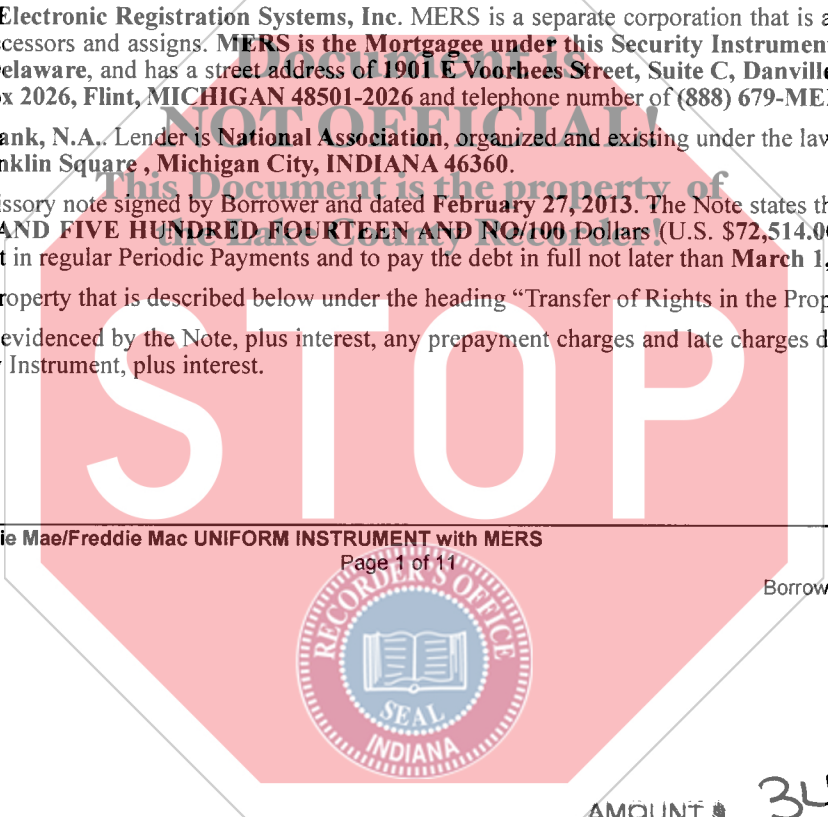 Electronic Registration Systems, Inc. MERS is a separate corporation that is a
ccessors and assigns. MERS is the Mortgagee under this Security Instrumen
elaware, and has a street address of 1901 E Voorhees Street, Suite C, Danville
x 2026, Flint, MICHIGAN 48501-2026 and telephone number of (888) 679-ME
Document is
NOT OFFICIAL!
This Document is the property of
the Lake County Recorder!
ank, N.A.. Lender is National Association, organized and existing under the law
nklin Square , Michigan City, INDIANA 46360.
issory note signed by Borrower and dated February 27, 2013. The Note states th
AND FIVE HUNDRED FOURTEEN AND NO/100 Dollars (U.S. $72,514.0
t in regular Periodic Payments and to pay the debt in full not later than March 1,
roperty that is described below under the heading “Transfer of Rights in the Prop
evidenced by the Note, plus interest, any prepayment charges and late charges d
Instrument, plus interest.
STOP
ie Mae/Freddie Mac UNIFORM INSTRUMENT with MERS
Page 1 of 11
Borrow
RECORDER'S OFFICE
SEAL
INDIANA
AMOUNT $